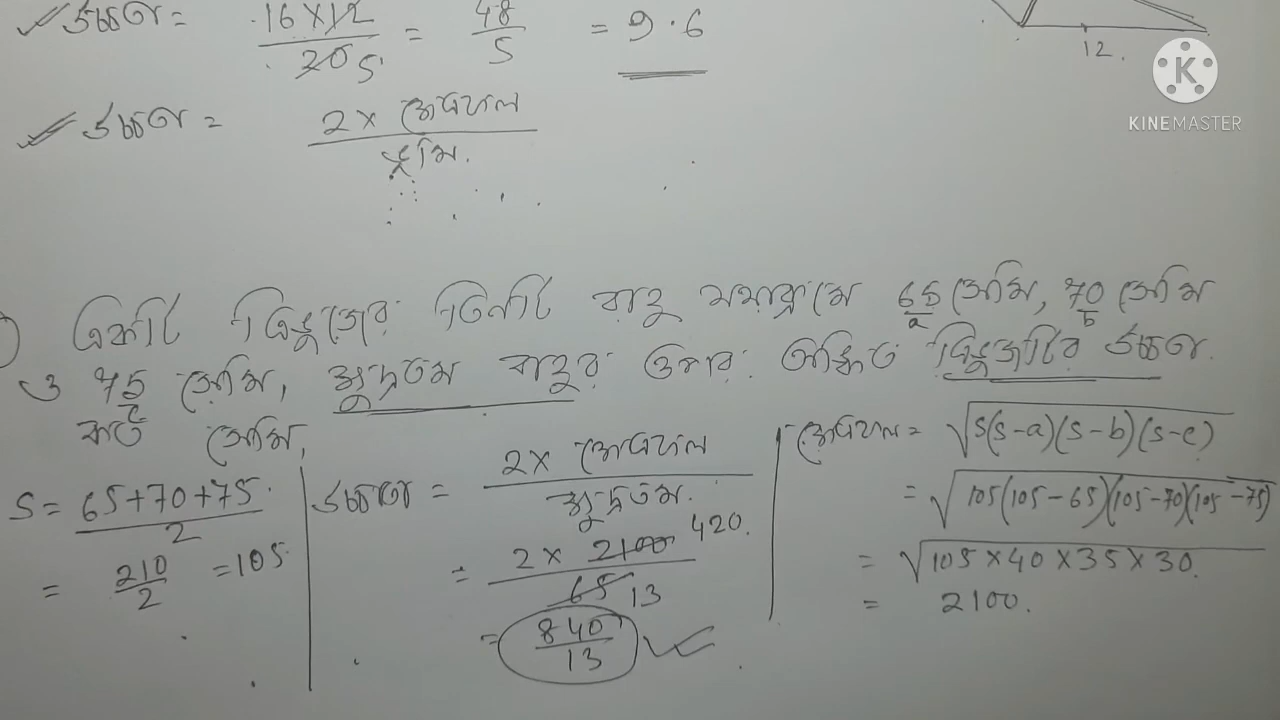 উচ্চতা = 16 X 12 / 20 5 = 48 / 5 = 9.6
12.
KINEMASTER
উচ্চতা = 2 x ক্ষেত্রফল / ভূমি.
একটি ত্রিভুজের তিনটি বাহু যথাক্রমে 65 সেমি, 70 সেমি
a b
ও 75 সেমি, ক্ষুদ্রতম বাহুর ওপর অঙ্কিত ত্রিভুজটির উচ্চতা
c
কত সেমি,
S = 65+70+75 / 2
= 210 / 2 = 105
উচ্চতা = 2 x ক্ষেত্রফল / ক্ষুদ্রতম.
= 2 x 2100 420. / 65 13
= 840 / 13
ক্ষেত্রফল = √s(s-a)(s-b)(s-c)
= √105(105-65)(105-70)(105-75)
= √105 x 40 x 35 x 30.
= 2100.